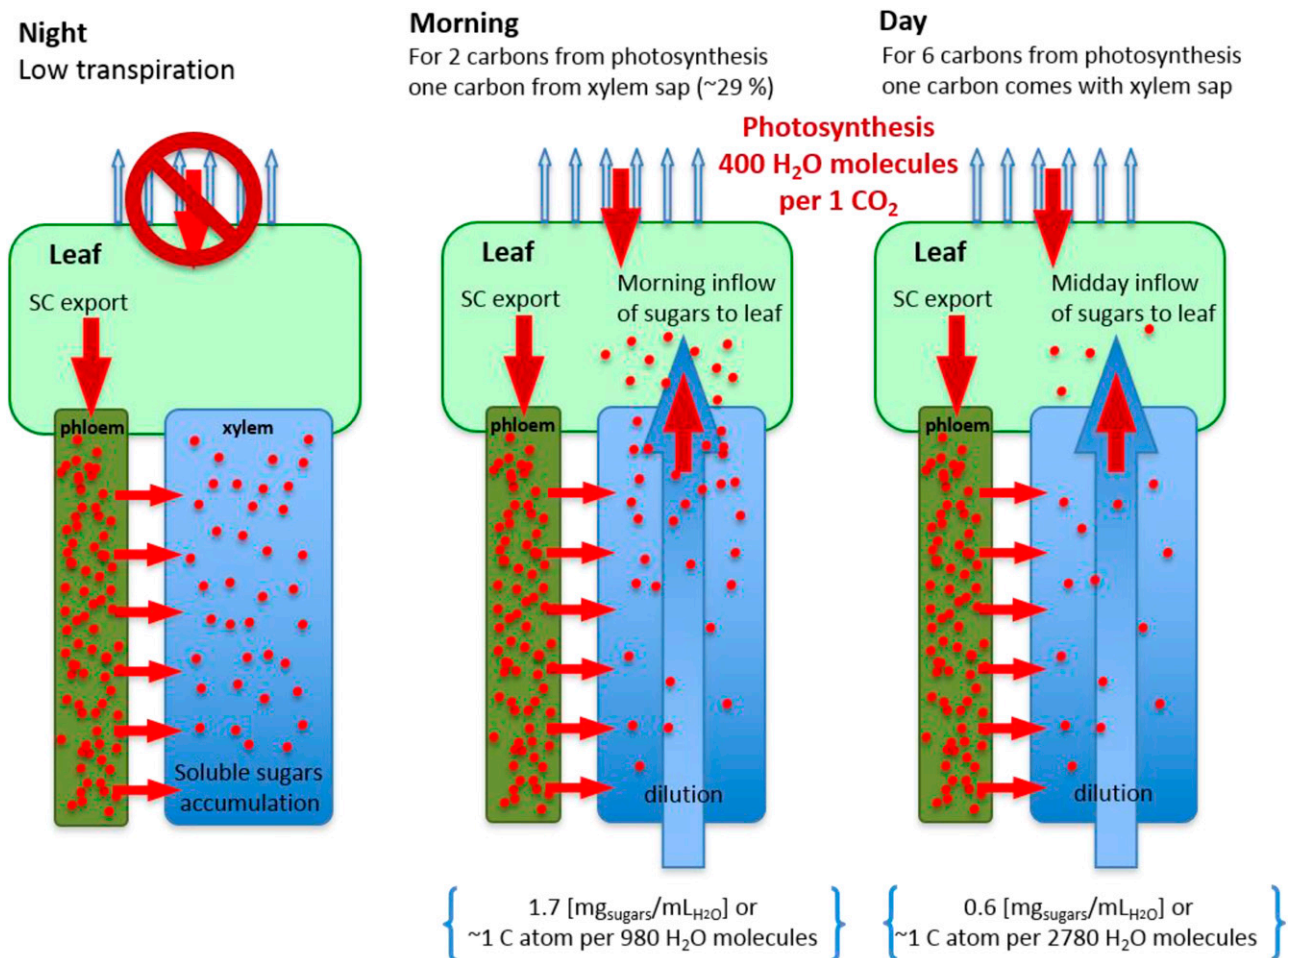 Night
Low transpiration
Leaf
SC export
phloem
xylem
Soluble sugars
accumulation
Morning
For 2 carbons from photosynthesis
one carbon from xylem sap (~29 %)
Photosynthesis
400 H₂O molecules
per 1 CO₂
Leaf
SC export
Morning inflow
of sugars to leaf
phloem
dilution
1.7 [mg_sugars/mL_H2O] or
~1 C atom per 980 H₂O molecules
Day
For 6 carbons from photosynthesis
one carbon comes with xylem sap
Leaf
SC export
Midday inflow
of sugars to leaf
phloem
dilution
0.6 [mg_sugars/mL_H2O] or
~1 C atom per 2780 H₂O molecules